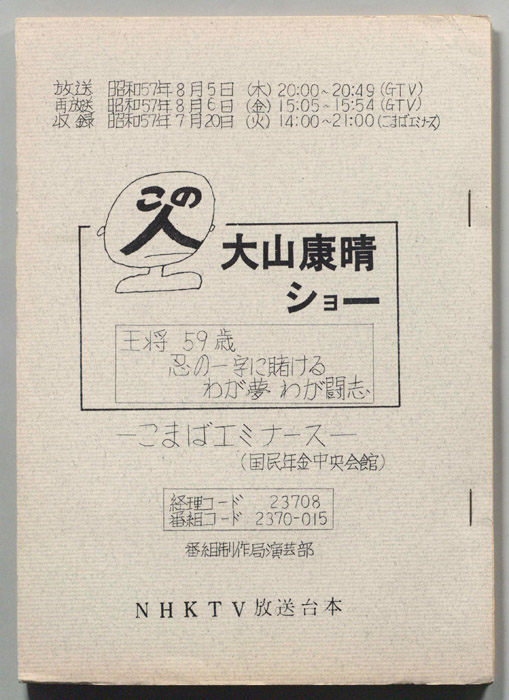 放送 昭和57年8月5日 (木) 20:00~20:49 (GTV)
再放送 昭和57年8月6日 (金) 15:05~15:54 (GTV)
収録 昭和57年7月20日 (火) 14:00~21:00 (こまばエミナース)
この
人
大山康晴
ショー
王将 59歳
忍の一字に賭ける
わが夢 わが闘志
―こまばエミナース―
(国民年金中央会館)
経理コード 23708
番組コード 2370-015
番組制作局演芸部
NHKTV放送台本